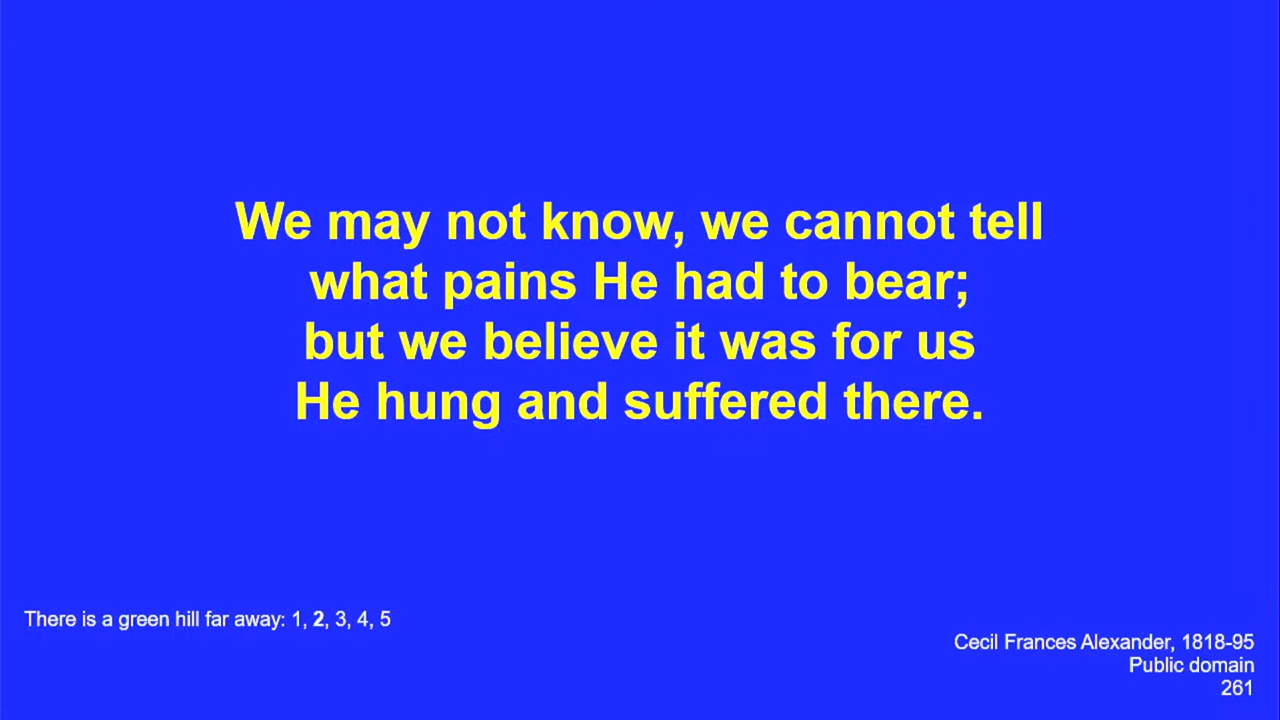 We may not know, we cannot tell
what pains He had to bear;
but we believe it was for us
He hung and suffered there.
There is a green hill far away: 1, 2, 3, 4, 5
Cecil Frances Alexander, 1818-95
Public domain
261